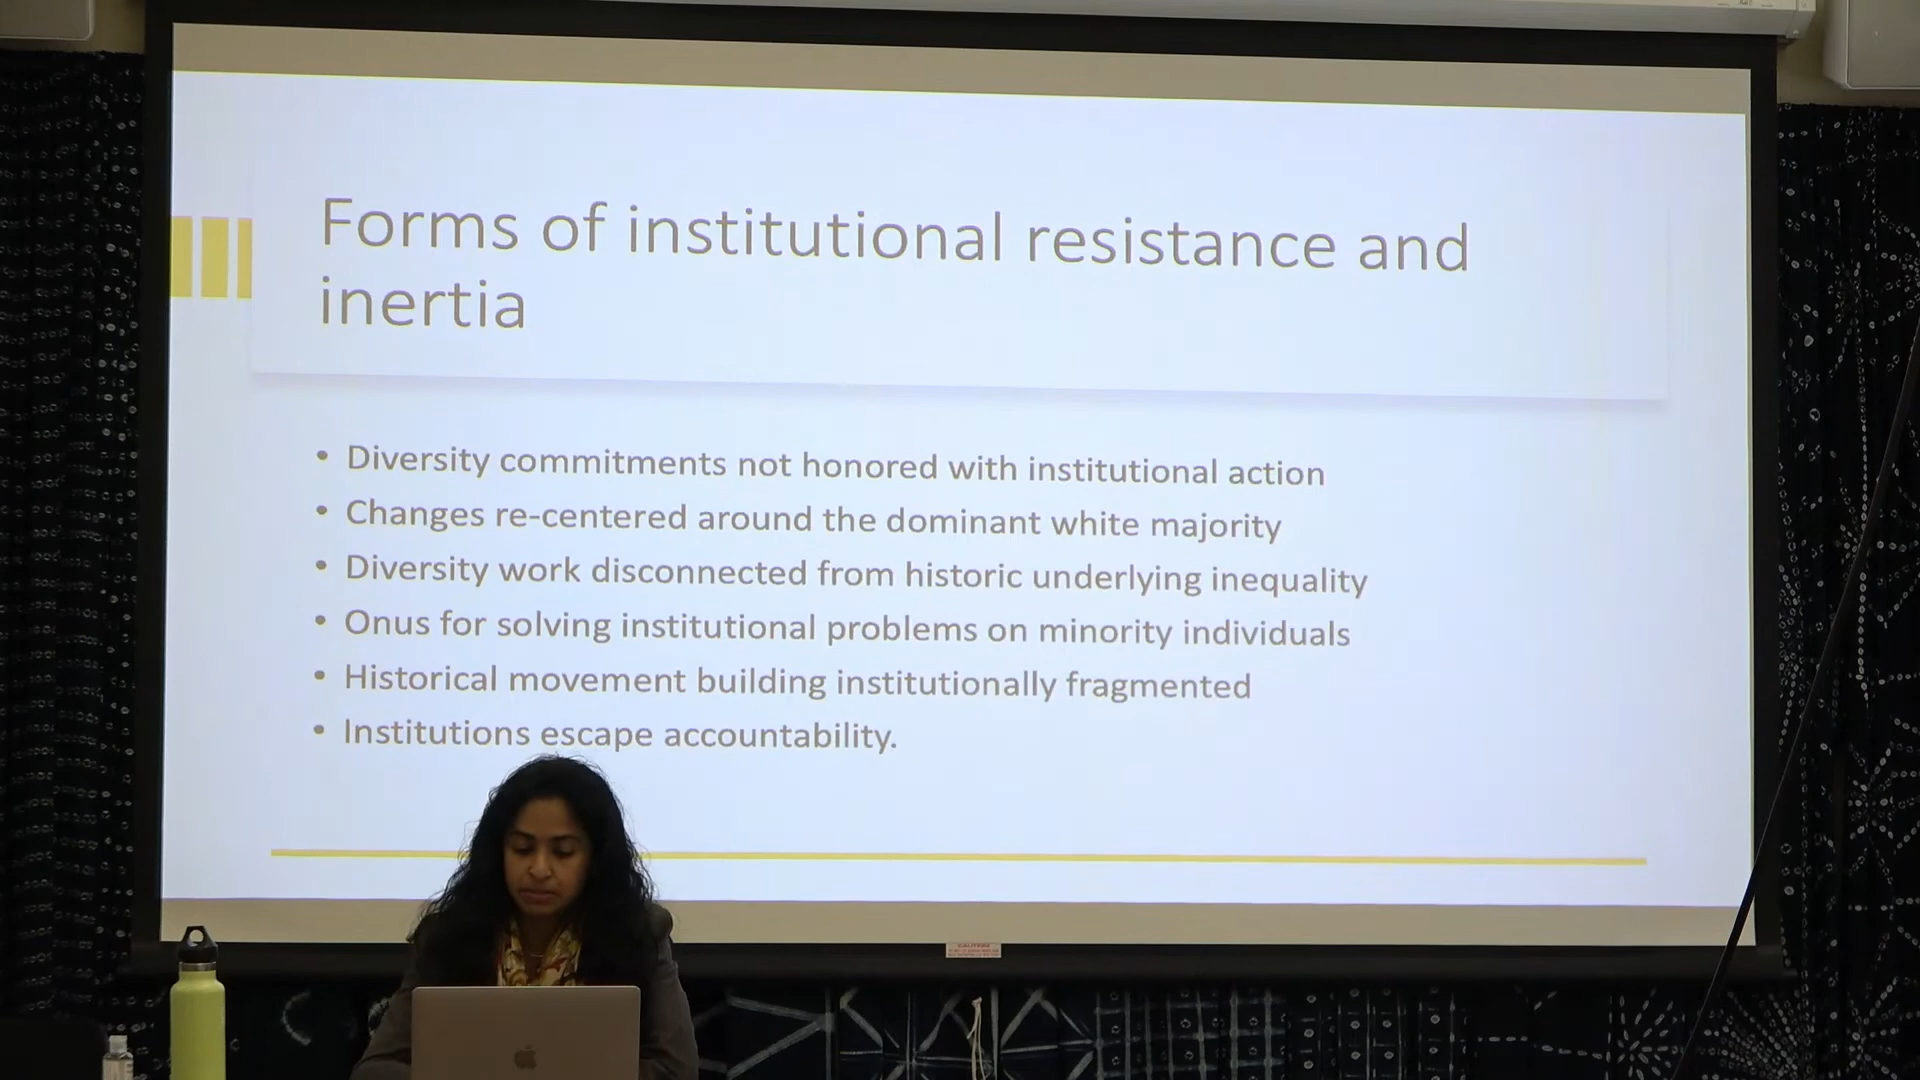 Forms of institutional resistance and
inertia
• Diversity commitments not honored with institutional action
• Changes re-centered around the dominant white majority
• Diversity work disconnected from historic underlying inequality
• Onus for solving institutional problems on minority individuals
• Historical movement building institutionally fragmented
• Institutions escape accountability.
CAUTION